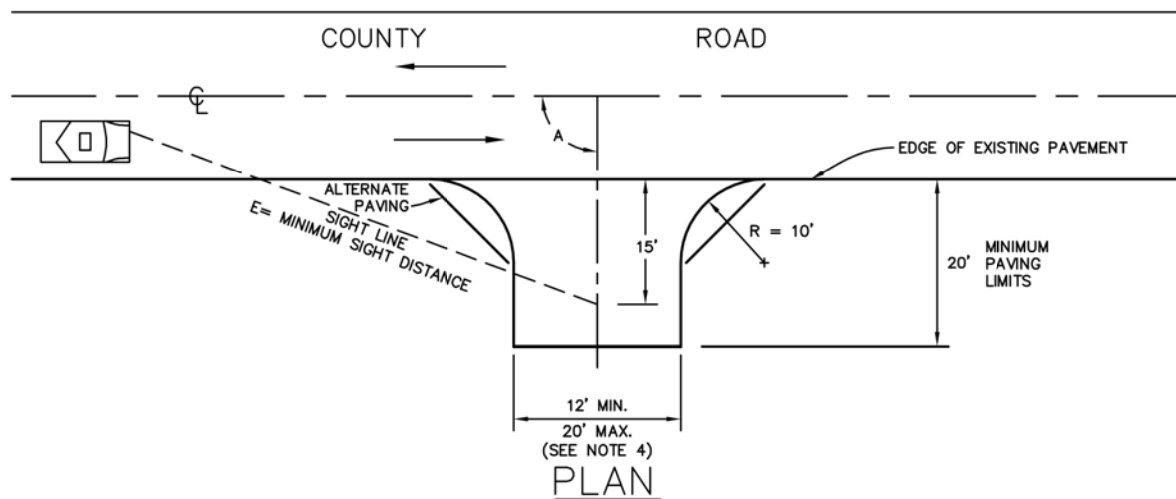 COUNTY ROAD
℄
A
EDGE OF EXISTING PAVEMENT
ALTERNATE
PAVING
SIGHT LINE
E= MINIMUM SIGHT DISTANCE
15'
R = 10'
20'
MINIMUM
PAVING
LIMITS
12' MIN.
20' MAX.
(SEE NOTE 4)
PLAN